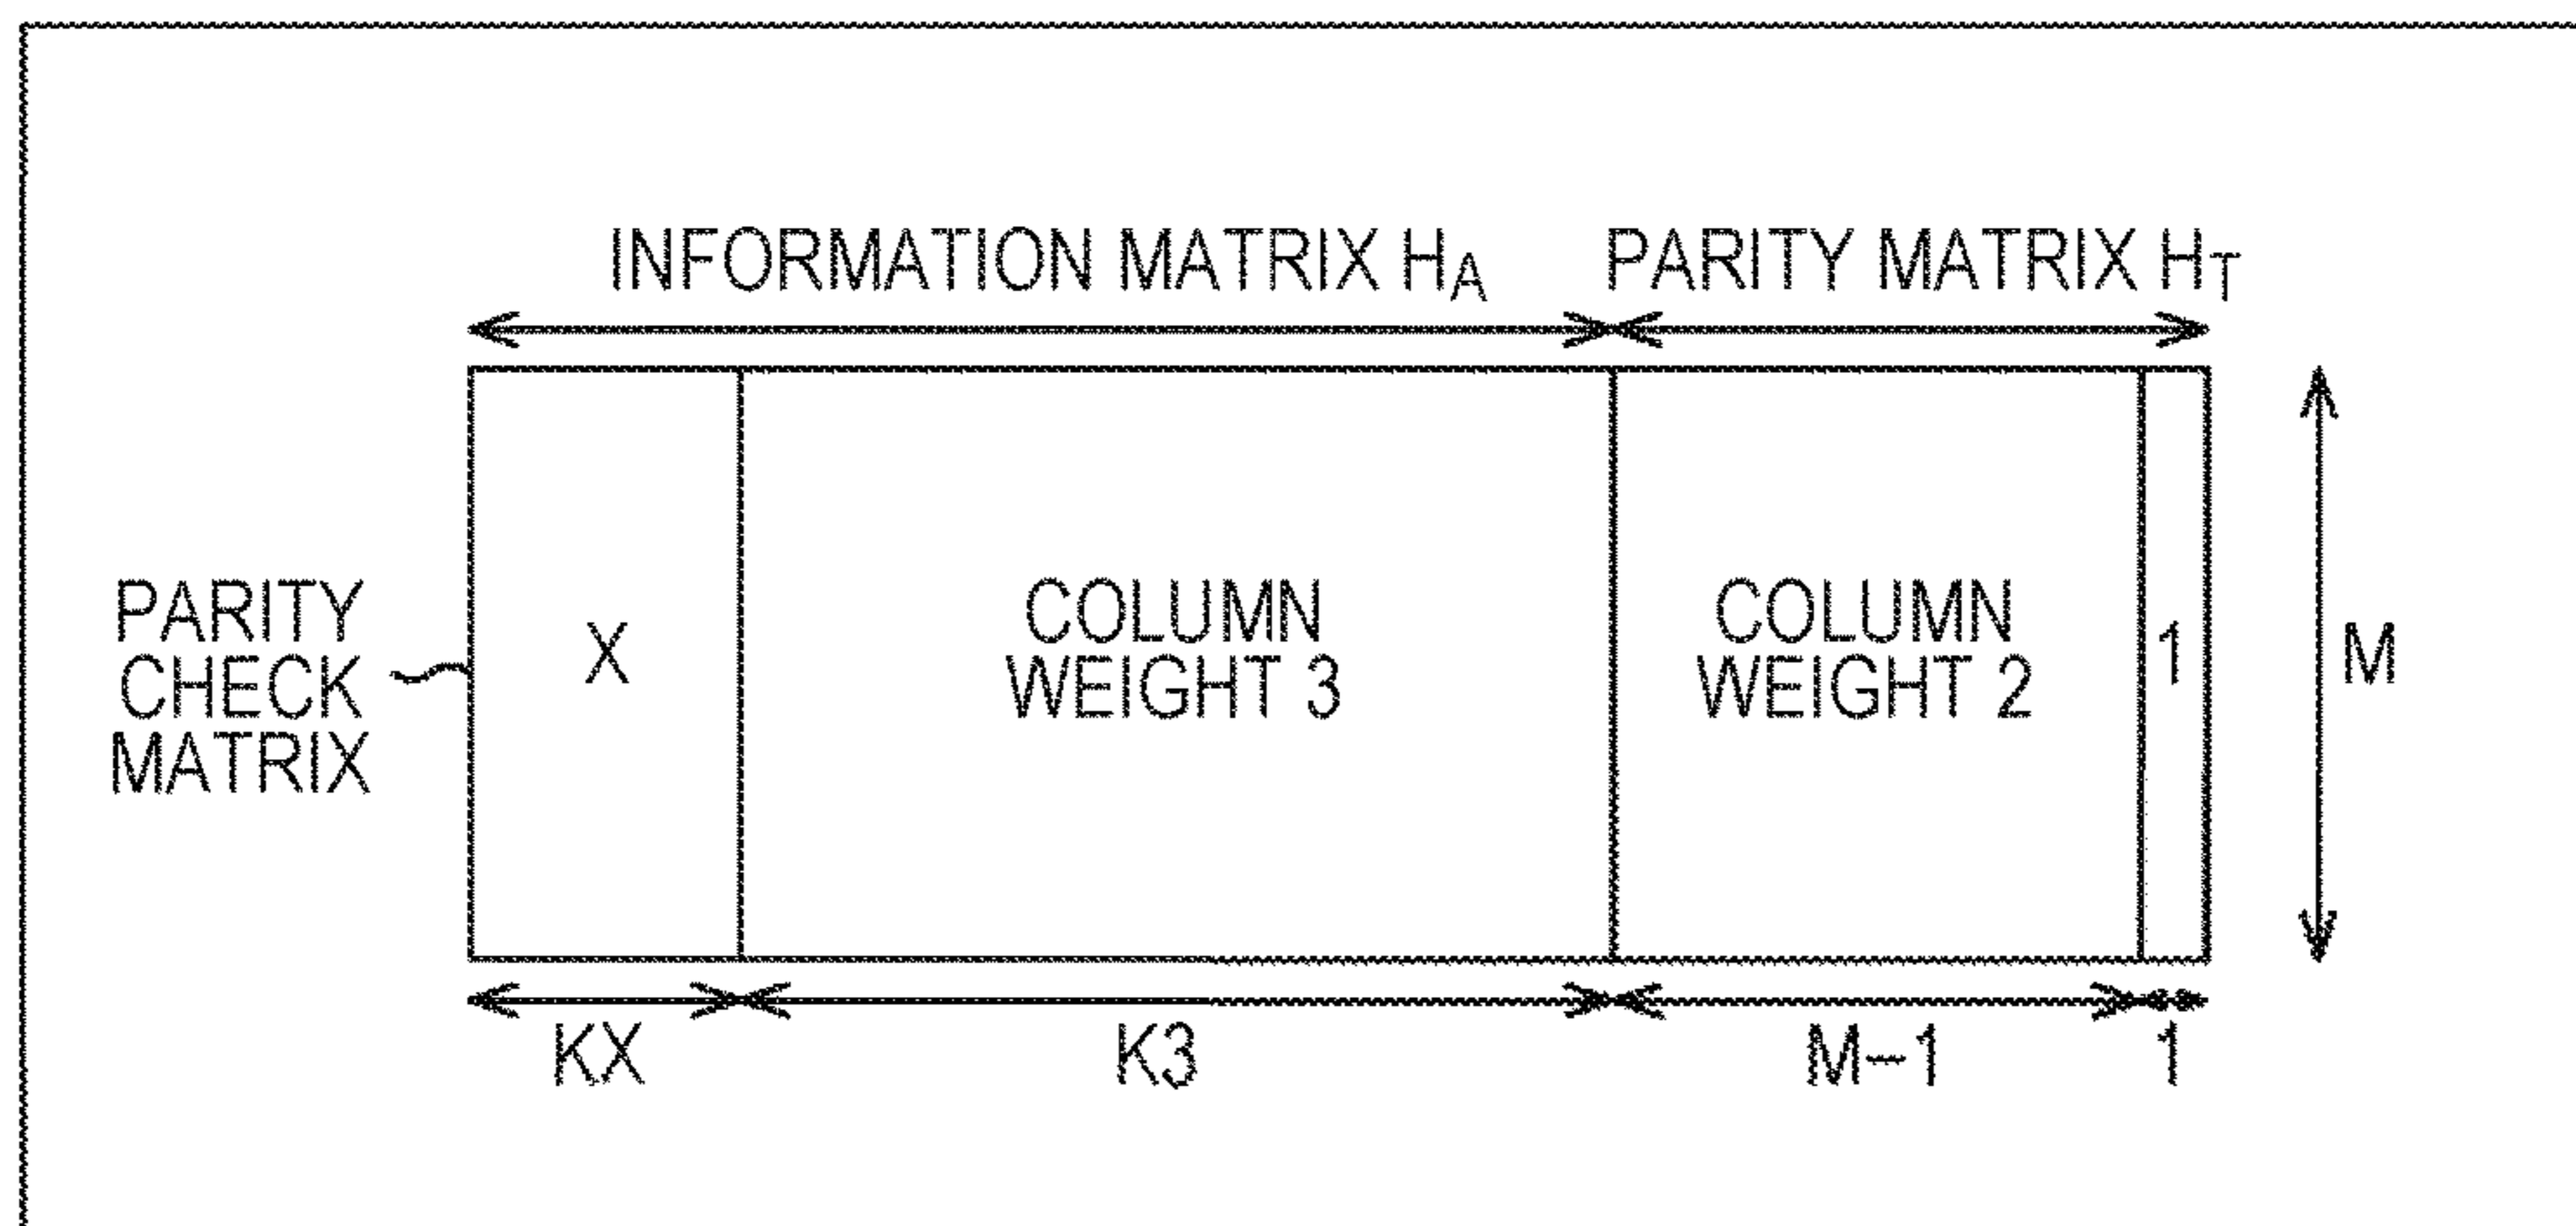 INFORMATION MATRIX HA
PARITY MATRIX HT
PARITY
CHECK
MATRIX
X
COLUMN
WEIGHT 3
COLUMN
WEIGHT 2
1
M
KX
K3
M−1
1